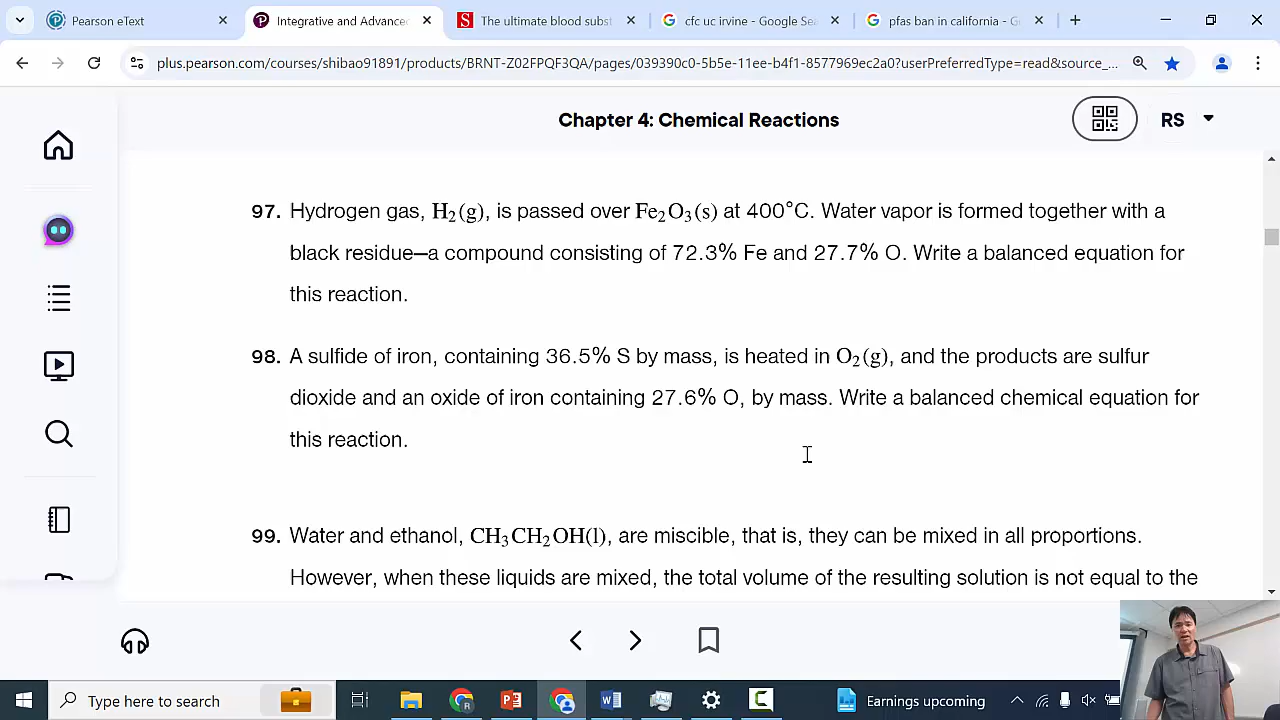 Pearson eText
Integrative and Advance
The ultimate blood subst
cfc uc irvine - Google Sea
pfas ban in california - G
plus.pearson.com/courses/shibao91891/products/BRNT-Z02FPQF3QA/pages/039390c0-5b5e-11ee-b4f1-8577969ec2a0?userPreferredType=read&source_...
Chapter 4: Chemical Reactions
RS
97. Hydrogen gas, H₂(g), is passed over Fe₂O₃(s) at 400°C. Water vapor is formed together with a
black residue—a compound consisting of 72.3% Fe and 27.7% O. Write a balanced equation for
this reaction.
98. A sulfide of iron, containing 36.5% S by mass, is heated in O₂(g), and the products are sulfur
dioxide and an oxide of iron containing 27.6% O, by mass. Write a balanced chemical equation for
this reaction.
99. Water and ethanol, CH₃CH₂OH(l), are miscible, that is, they can be mixed in all proportions.
However, when these liquids are mixed, the total volume of the resulting solution is not equal to the
Type here to search
Earnings upcoming